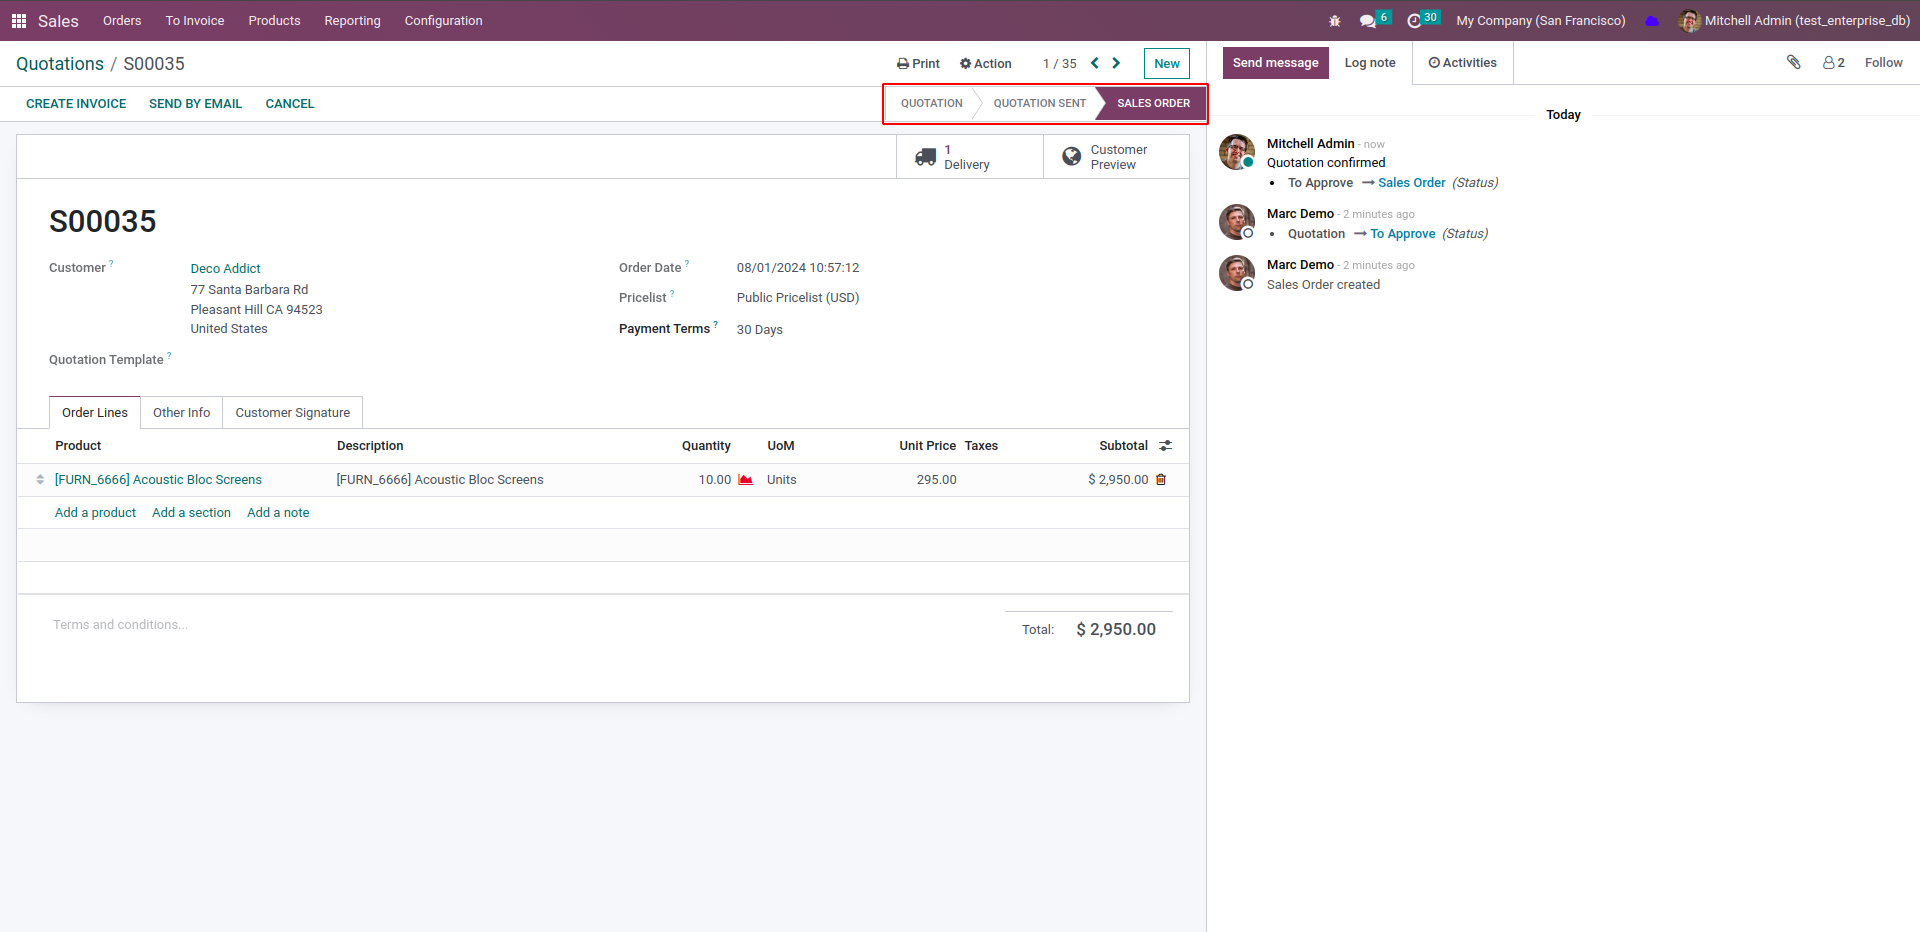 Sales Orders To Invoice Products Reporting Configuration 6 30 My Company (San Francisco) Mitchell Admin (test_enterprise_db)
Quotations / S00035 Print Action 1 / 35 New
CREATE INVOICE SEND BY EMAIL CANCEL QUOTATION QUOTATION SENT SALES ORDER
1
Delivery
Customer
Preview
S00035
Customer ? Deco Addict
77 Santa Barbara Rd
Pleasant Hill CA 94523
United States
Quotation Template ?
Order Date ? 08/01/2024 10:57:12
Pricelist ? Public Pricelist (USD)
Payment Terms ? 30 Days
Order Lines Other Info Customer Signature
Product Description Quantity UoM Unit Price Taxes Subtotal
[FURN_6666] Acoustic Bloc Screens [FURN_6666] Acoustic Bloc Screens 10.00 Units 295.00 $ 2,950.00
Add a product Add a section Add a note
Terms and conditions...
Total: $ 2,950.00
Send message Log note Activities 2 Follow
Today
Mitchell Admin - now
Quotation confirmed
• To Approve → Sales Order (Status)
Marc Demo - 2 minutes ago
• Quotation → To Approve (Status)
Marc Demo - 2 minutes ago
Sales Order created